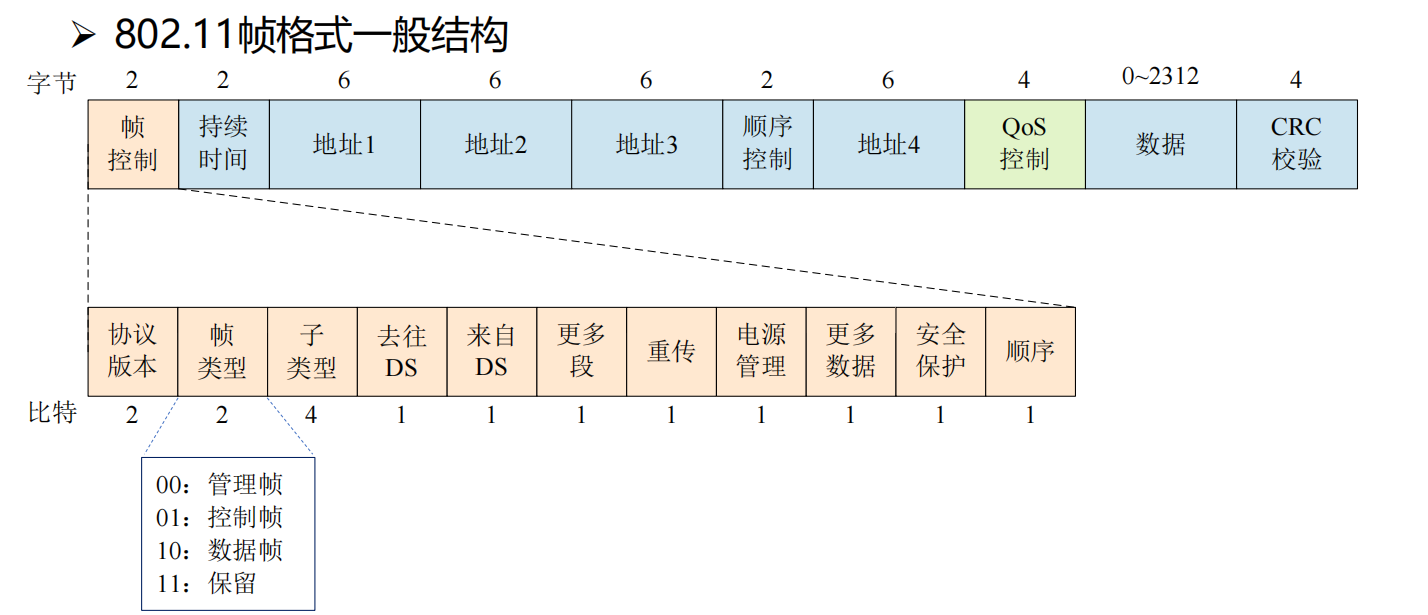 ➢ 802.11帧格式一般结构
字节 2 2 6 6 6 2 6 4 0~2312 4
帧控制 持续时间 地址1 地址2 地址3 顺序控制 地址4 QoS控制 数据 CRC校验
协议版本 帧类型 子类型 去往DS 来自DS 更多段 重传 电源管理 更多数据 安全保护 顺序
比特 2 2 4 1 1 1 1 1 1 1 1
00：管理帧
01：控制帧
10：数据帧
11：保留